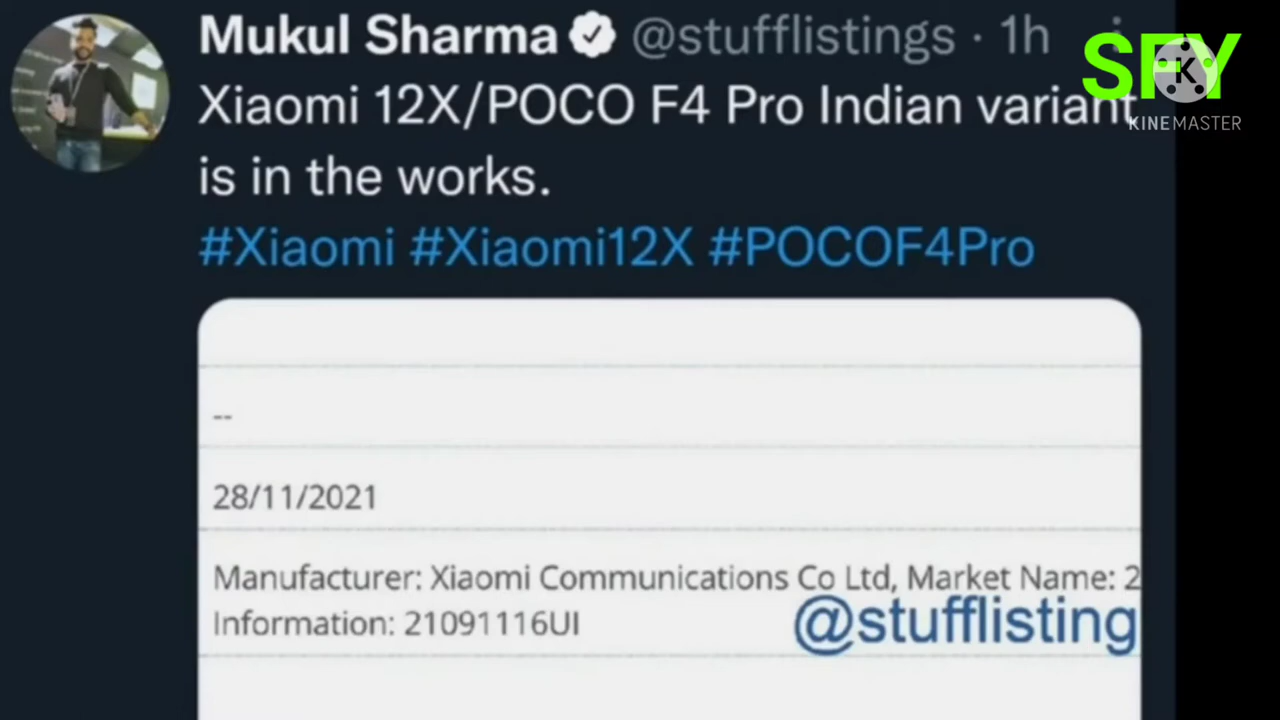 Mukul Sharma @stufflistings · 1h
SFY
K
KINEMASTER
Xiaomi 12X/POCO F4 Pro Indian variant
is in the works.
#Xiaomi #Xiaomi12X #POCOF4Pro
--
28/11/2021
Manufacturer: Xiaomi Communications Co Ltd, Market Name: 2
Information: 21091116UI
@stufflisting